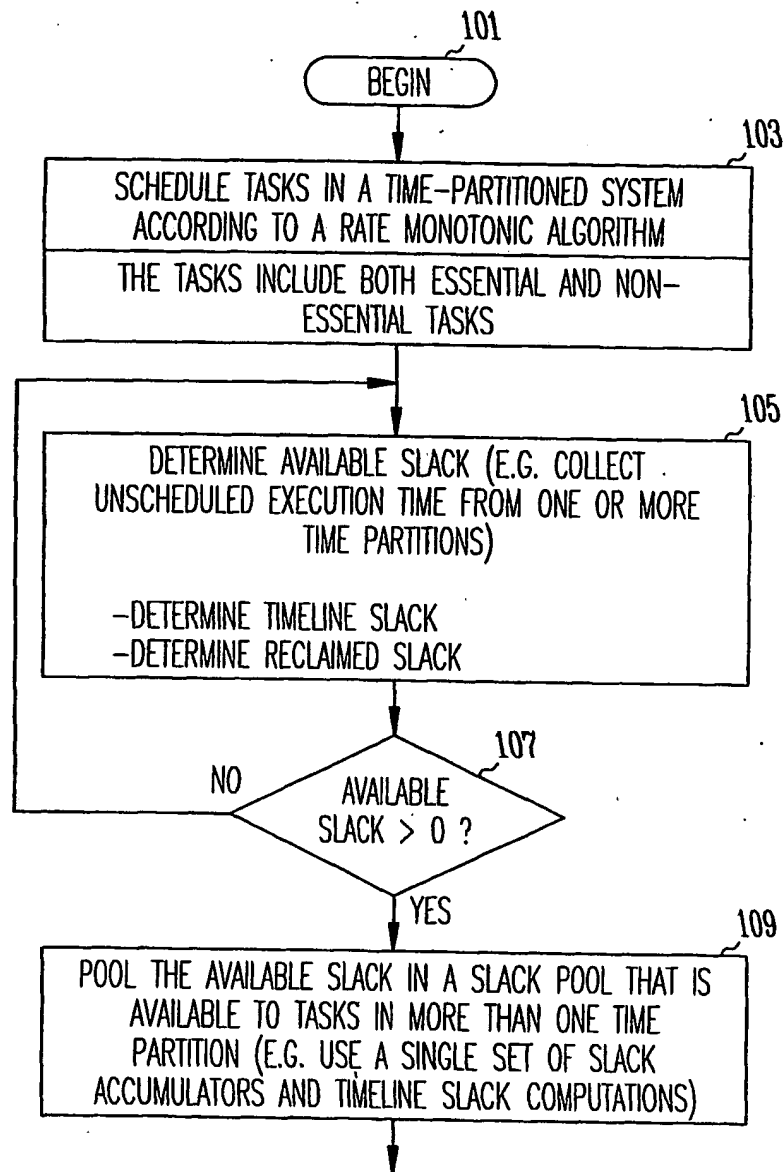 101
BEGIN
103
SCHEDULE TASKS IN A TIME-PARTITIONED SYSTEM
ACCORDING TO A RATE MONOTONIC ALGORITHM
THE TASKS INCLUDE BOTH ESSENTIAL AND NON-
ESSENTIAL TASKS
105
DETERMINE AVAILABLE SLACK (E.G. COLLECT
UNSCHEDULED EXECUTION TIME FROM ONE OR MORE
TIME PARTITIONS)
-DETERMINE TIMELINE SLACK
-DETERMINE RECLAIMED SLACK
107
NO
AVAILABLE
SLACK > 0 ?
YES
109
POOL THE AVAILABLE SLACK IN A SLACK POOL THAT IS
AVAILABLE TO TASKS IN MORE THAN ONE TIME
PARTITION (E.G. USE A SINGLE SET OF SLACK
ACCUMULATORS AND TIMELINE SLACK COMPUTATIONS)